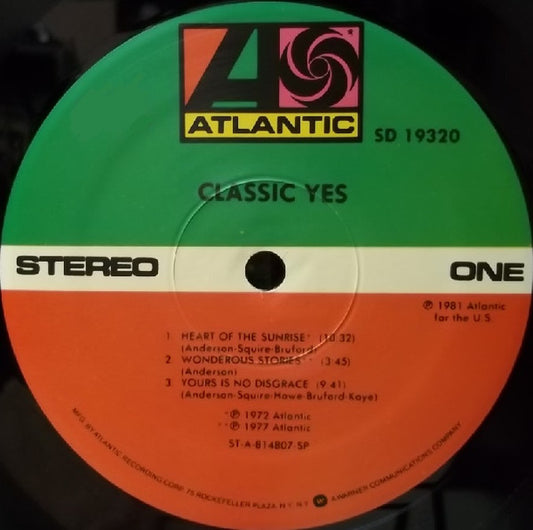 ATLANTIC
SD 19320
CLASSIC YES
STEREO
ONE
℗ 1981 Atlantic
for the U.S.
1 HEART OF THE SUNRISE* (10:32)
(Anderson-Squire-Bruford)
2. WONDEROUS STORIES** (3:45)
(Anderson)
3 YOURS IS NO DISGRACE (9:41)
(Anderson-Squire-Howe-Bruford-Kaye)
*℗ 1972 Atlantic
**℗ 1977 Atlantic
ST-A-814807-SP
MFG. BY ATLANTIC RECORDING CORP. 75 ROCKEFELLER PLAZA. N.Y. N.Y. A WARNER COMMUNICATIONS COMPANY